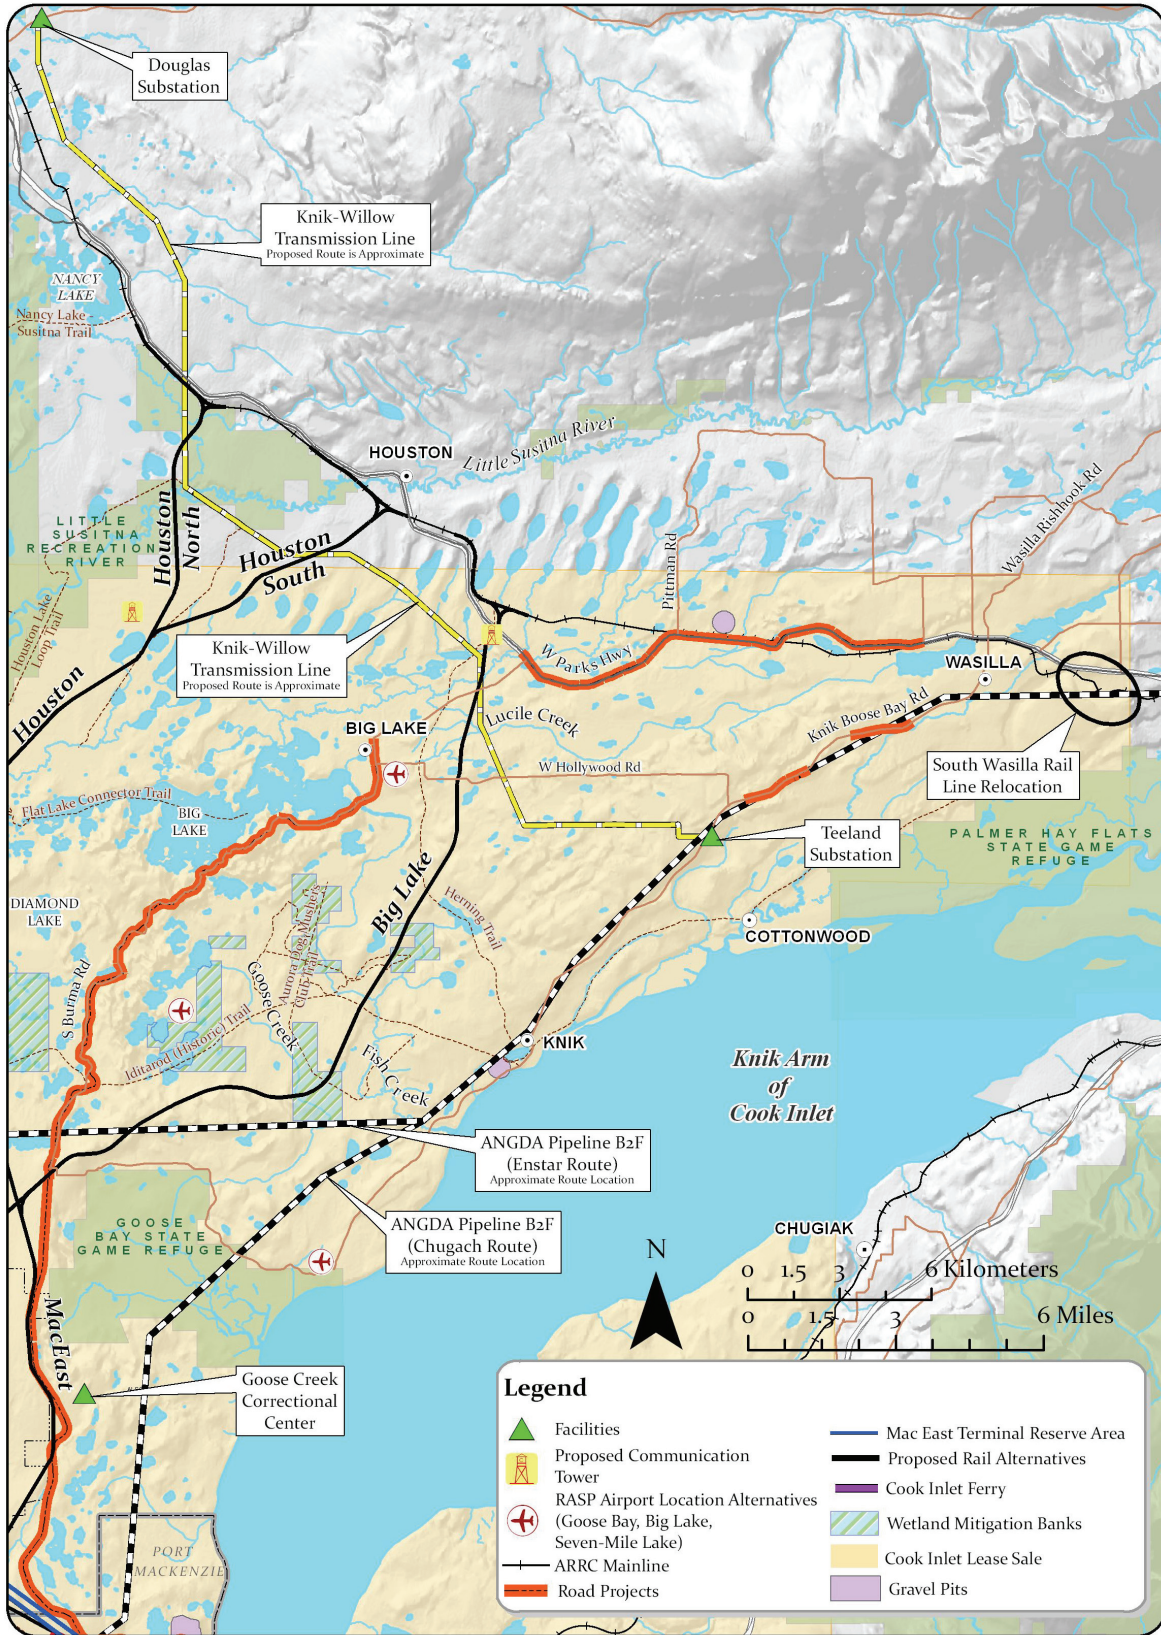 Douglas
Substation
Knik-Willow
Transmission Line
Proposed Route is Approximate
NANCY
LAKE
Nancy Lake -
Susitna Trail
HOUSTON
Little Susitna River
Wasilla Rishhook Rd
LITTLE
SUSITNA
RECREATION
RIVER
Houston
North
Houston
South
Pittman Rd
Houston Lake
Loop Trail
Knik-Willow
Transmission Line
Proposed Route is Approximate
W Parks Hwy
WASILLA
Houston
Lucile Creek
Knik Boose Bay Rd
BIG LAKE
W Hollywood Rd
South Wasilla Rail
Line Relocation
Flat Lake Connector Trail
BIG
LAKE
Teeland
Substation
PALMER HAY FLATS
STATE GAME
REFUGE
DIAMOND
LAKE
Big Lake
Herning Trail
Aurora Dog Mushers
Club Trail
COTTONWOOD
S Burma Rd
Goose Creek
Iditarod (Historic) Trail
Fish Creek
KNIK
Knik Arm
of
Cook Inlet
ANGDA Pipeline B2F
(Enstar Route)
Approximate Route Location
ANGDA Pipeline B2F
(Chugach Route)
Approximate Route Location
GOOSE
BAY STATE
GAME REFUGE
CHUGIAK
N
0 1.5 3 6 Kilometers
0 1.5 3 6 Miles
MacEast
Goose Creek
Correctional
Center
PORT
MACKENZIE
Legend
Facilities
Proposed Communication
Tower
RASP Airport Location Alternatives
(Goose Bay, Big Lake,
Seven-Mile Lake)
ARRC Mainline
Road Projects
Mac East Terminal Reserve Area
Proposed Rail Alternatives
Cook Inlet Ferry
Wetland Mitigation Banks
Cook Inlet Lease Sale
Gravel Pits